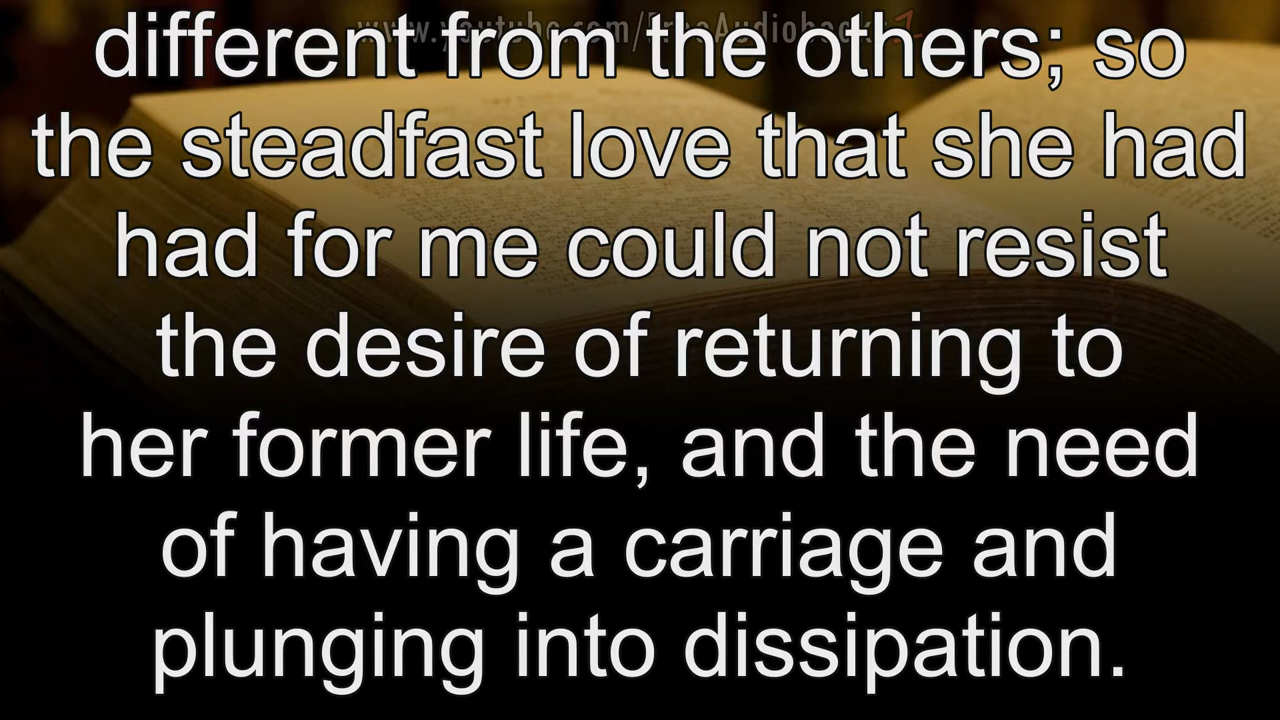 www.youtube.com/FreeAudiobooks
different from the others; so
the steadfast love that she had
had for me could not resist
the desire of returning to
her former life, and the need
of having a carriage and
plunging into dissipation.